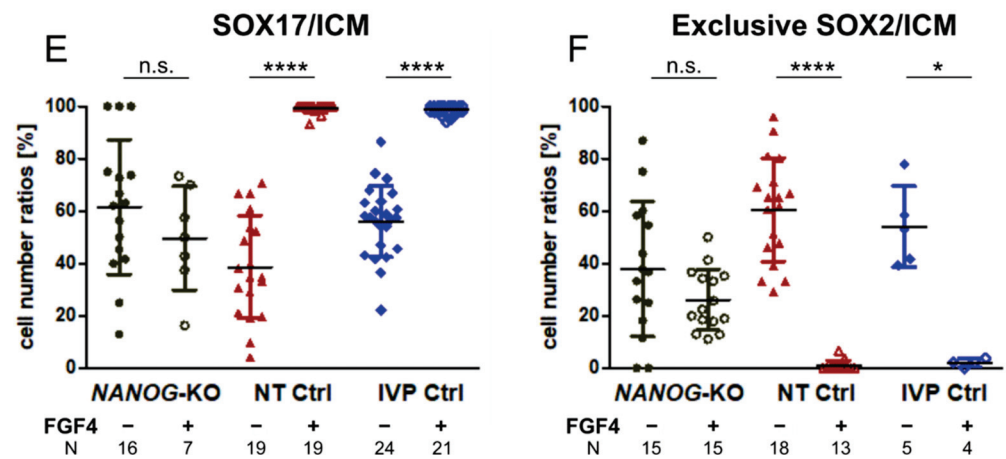 E
SOX17/ICM
n.s.
****
****
cell number ratios [%]
100
80
60
40
20
0
NANOG-KO
NT Ctrl
IVP Ctrl
FGF4 – + – + – +
N 16 7 19 19 24 21
F
Exclusive SOX2/ICM
n.s.
****
*
cell number ratios [%]
100
80
60
40
20
0
NANOG-KO
NT Ctrl
IVP Ctrl
FGF4 – + – + – +
N 15 15 18 13 5 4